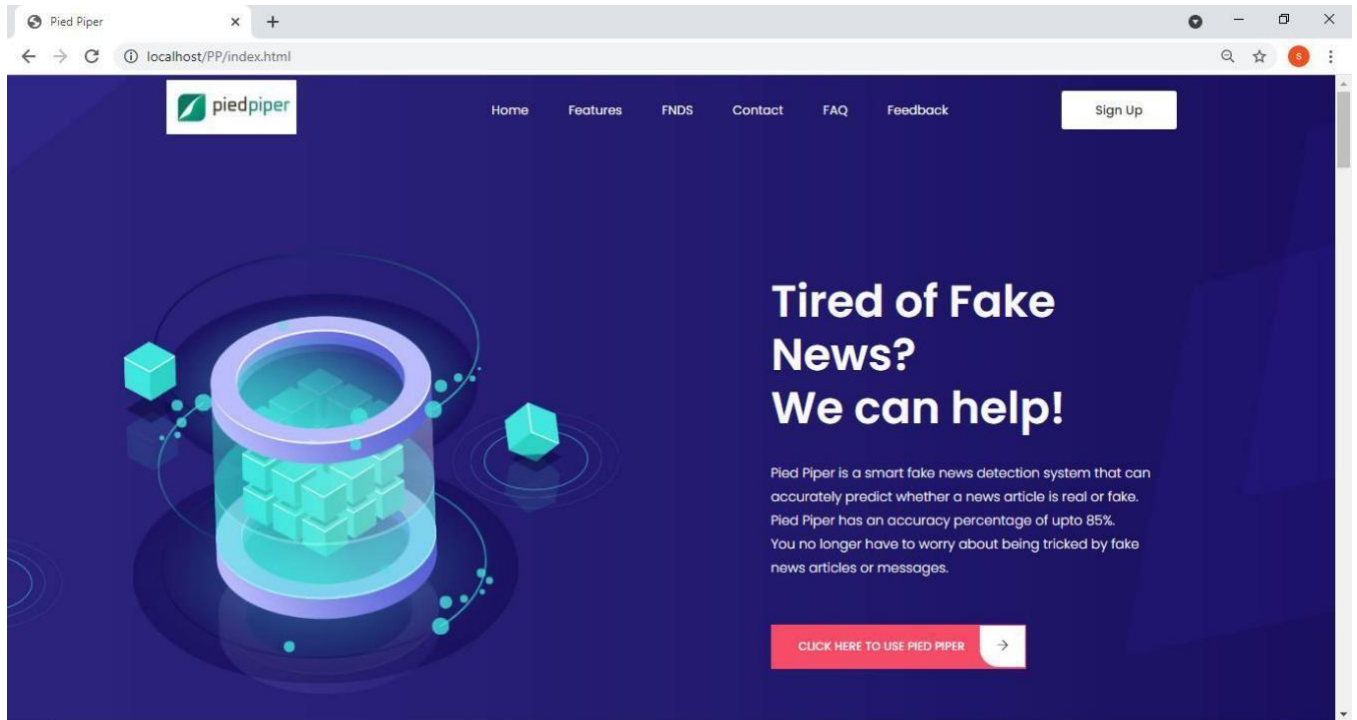 Pied Piper
localhost/PP/index.html
S
piedpiper
Home Features FNDS Contact FAQ Feedback Sign Up
Tired of Fake
News?
We can help!
Pied Piper is a smart fake news detection system that can
accurately predict whether a news article is real or fake.
Pied Piper has an accuracy percentage of upto 85%.
You no longer have to worry about being tricked by fake
news articles or messages.
CLICK HERE TO USE PIED PIPER